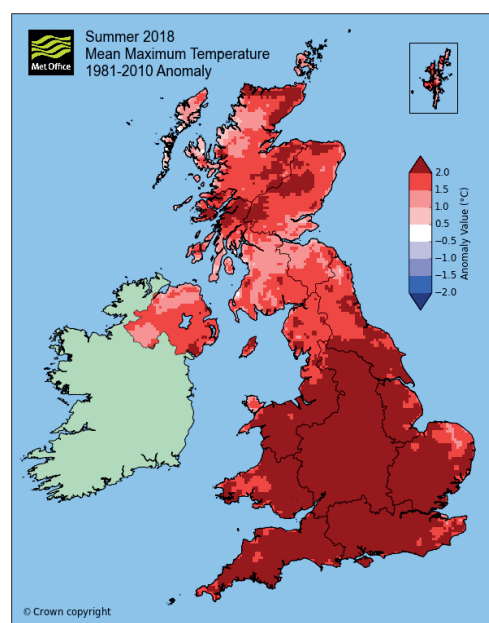 Summer 2018
Mean Maximum Temperature
1981-2010 Anomaly
Met Office
2.0
1.5
1.0
0.5
−0.5
−1.0
−1.5
−2.0
Anomaly Value (°C)
© Crown copyright